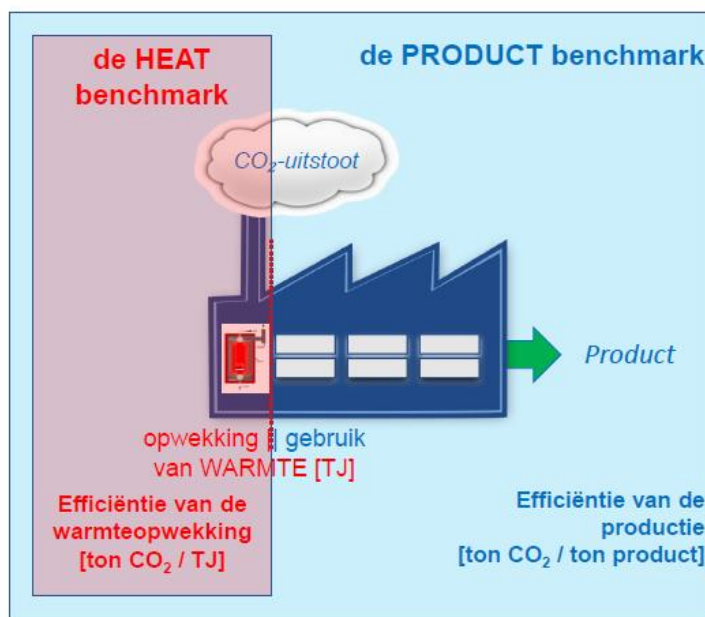 de HEAT
benchmark
de PRODUCT benchmark
CO₂-uitstoot
Product
opwekking || gebruik
van WARMTE [TJ]
Efficiëntie van de
warmteopwekking
[ton CO₂ / TJ]
Efficiëntie van de
productie
[ton CO₂ / ton product]